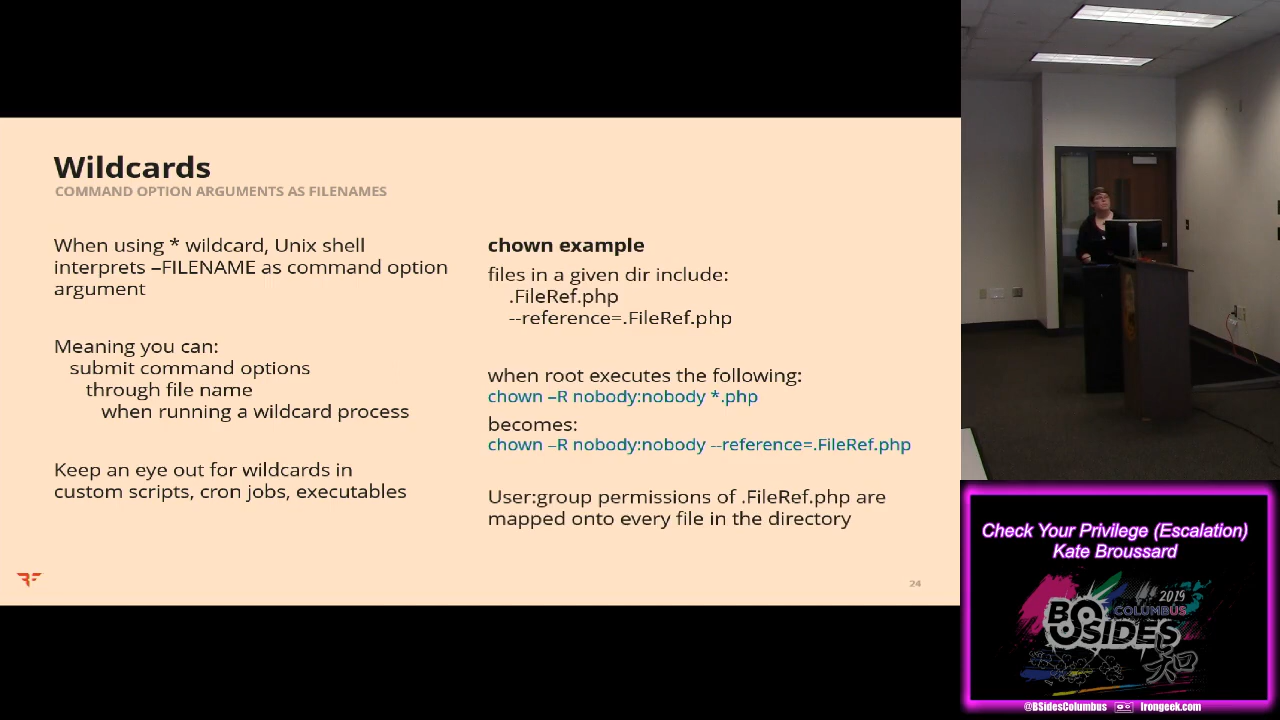 Wildcards
COMMAND OPTION ARGUMENTS AS FILENAMES
When using * wildcard, Unix shell
interprets –FILENAME as command option
argument
Meaning you can:
submit command options
through file name
when running a wildcard process
Keep an eye out for wildcards in
custom scripts, cron jobs, executables
chown example
files in a given dir include:
.FileRef.php
--reference=.FileRef.php
when root executes the following:
chown –R nobody:nobody *.php
becomes:
chown –R nobody:nobody --reference=.FileRef.php
User:group permissions of .FileRef.php are
mapped onto every file in the directory
24
Check Your Privilege (Escalation)
Kate Broussard
2019
COLUMBUS
BSIDES
@BSidesColumbus
Irongeek.com